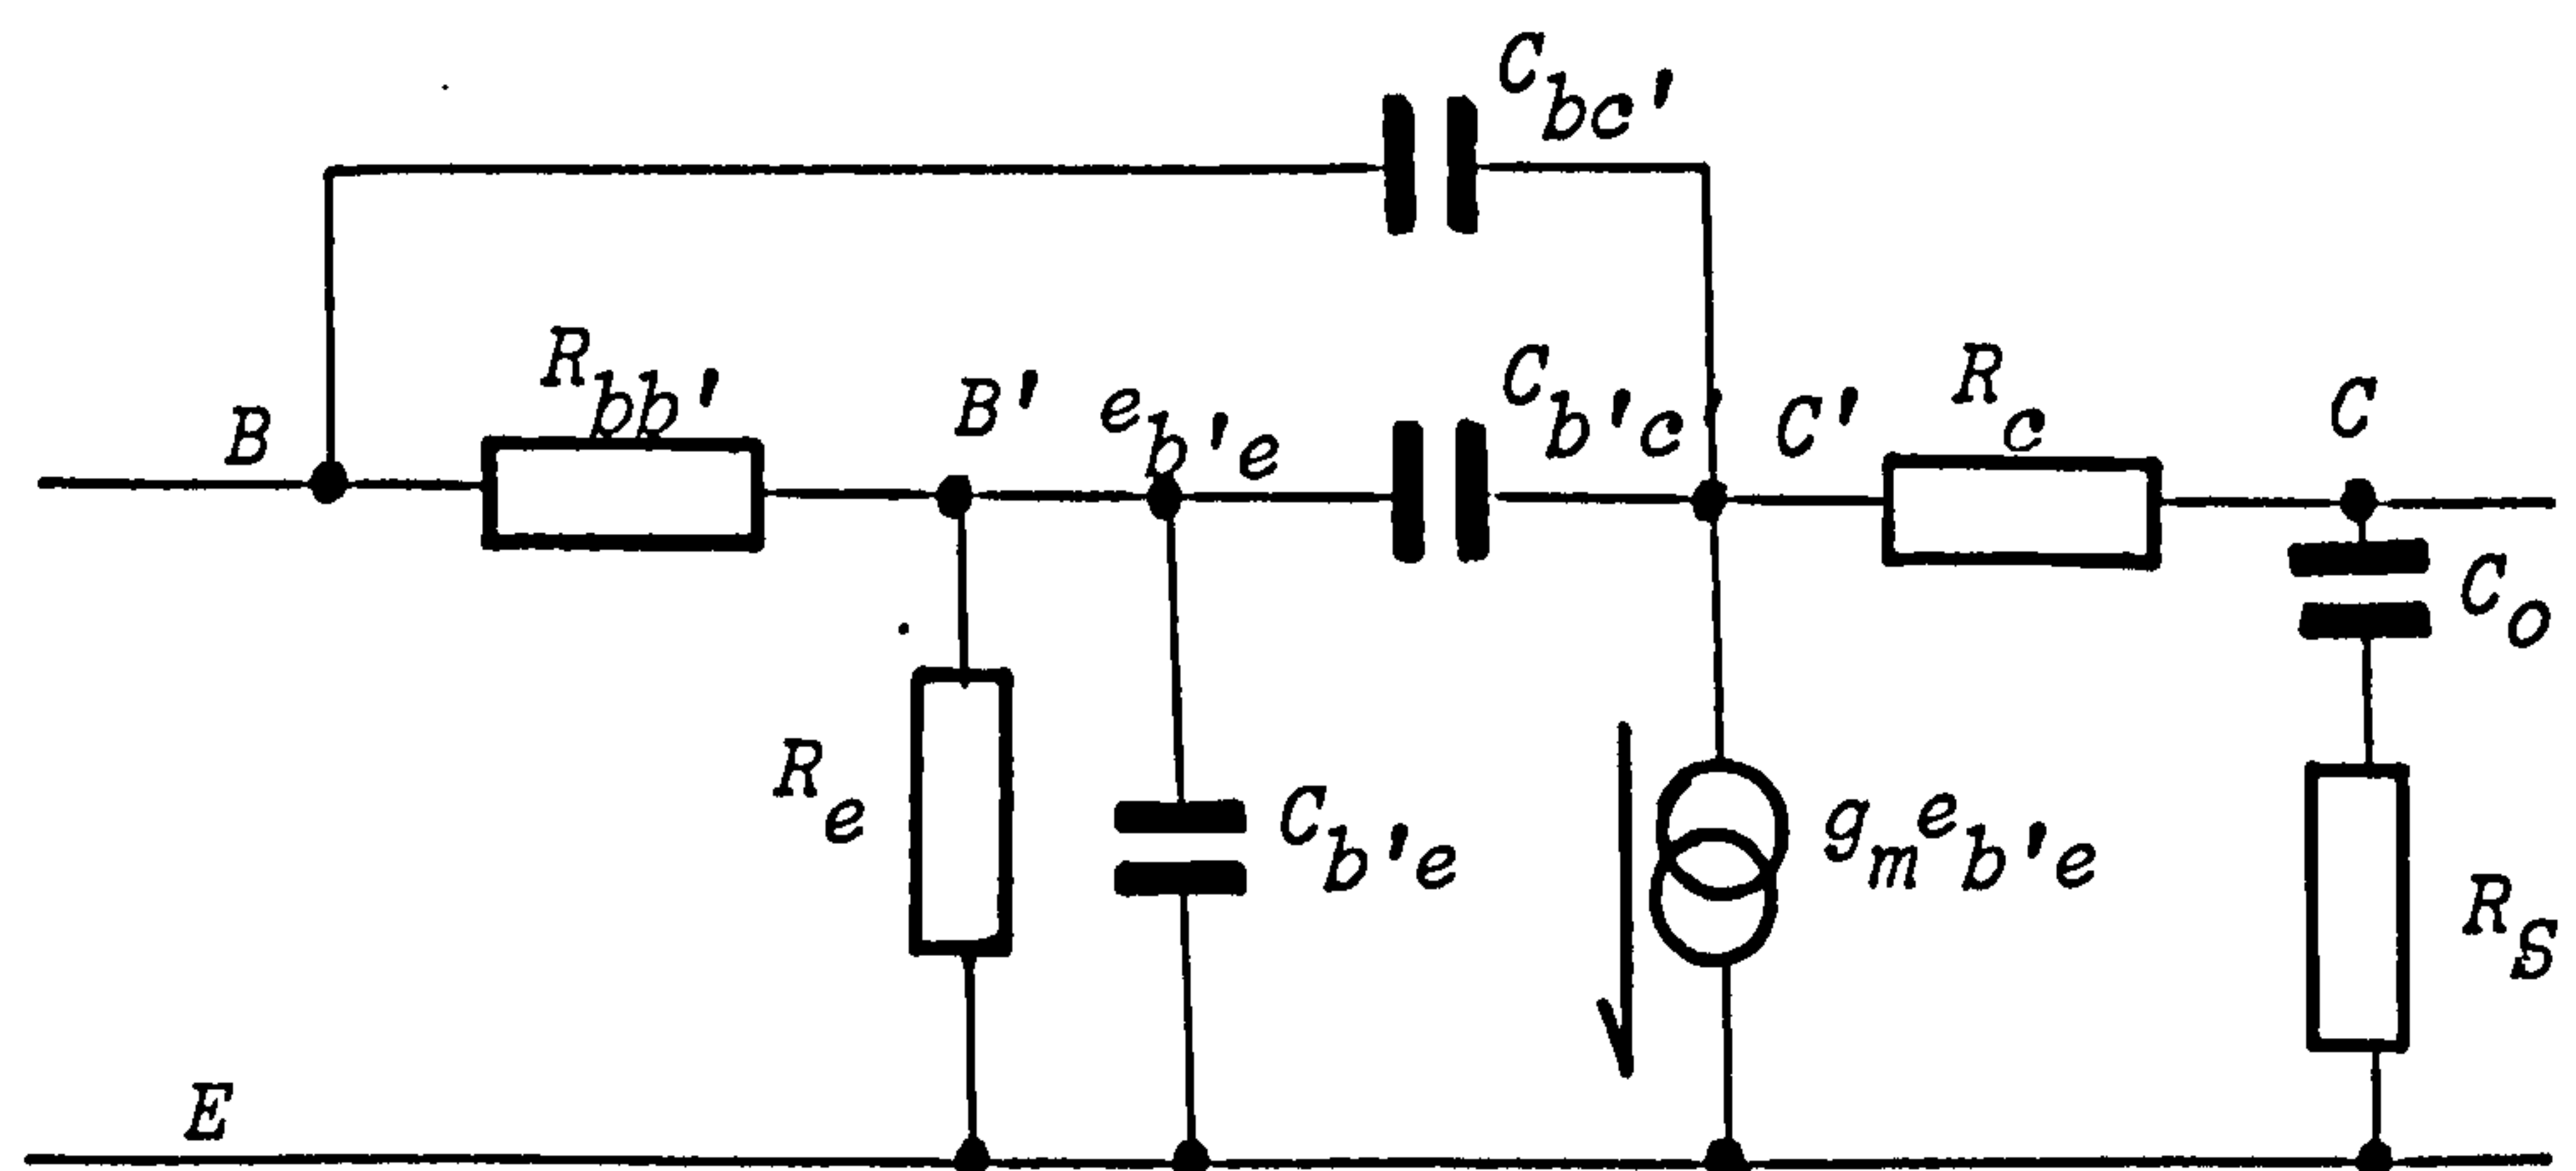 C_bc'
R_bb'
B
B'
e_b'e
C_b'c'
C'
R_c
C
C_o
R_e
C_b'e
g_m e_b'e
R_S
E